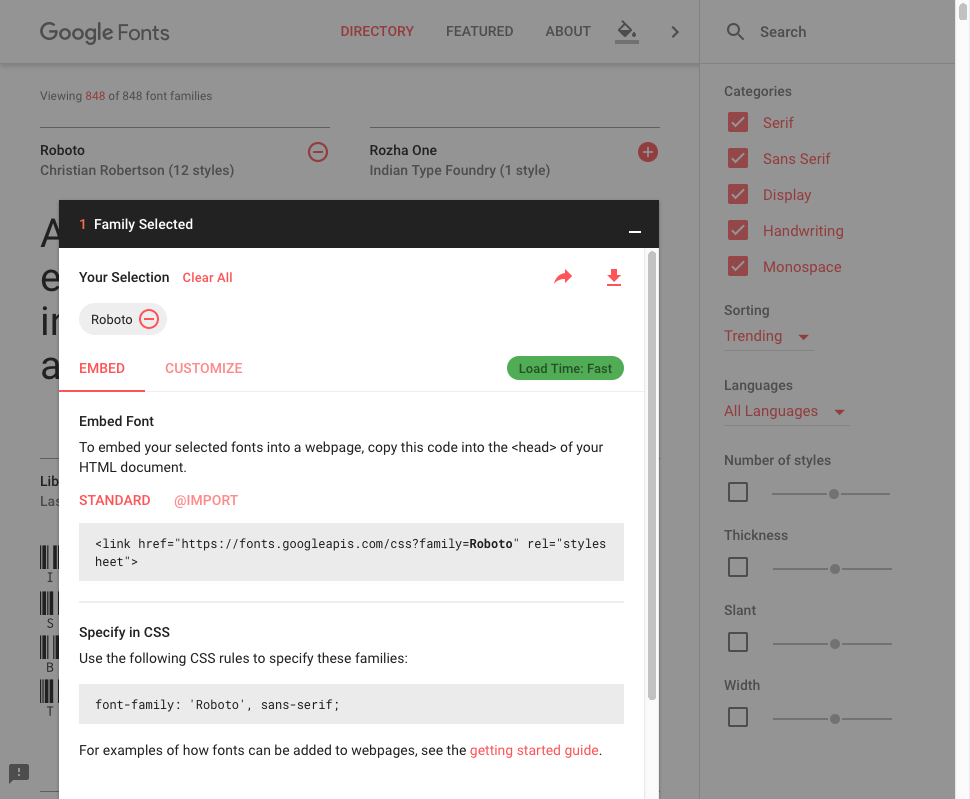 Google Fonts
DIRECTORY
FEATURED
ABOUT
Search
Viewing 848 of 848 font families
Roboto
Christian Robertson (12 styles)
Rozha One
Indian Type Foundry (1 style)
A
e
a
Lib
Las
I
S
B
T
1 Family Selected
Your Selection Clear All
Roboto
EMBED
CUSTOMIZE
Load Time: Fast
Embed Font
To embed your selected fonts into a webpage, copy this code into the <head> of your
HTML document.
STANDARD
@IMPORT
<link href="https://fonts.googleapis.com/css?family=Roboto" rel="styles
heet">
Specify in CSS
Use the following CSS rules to specify these families:
font-family: 'Roboto', sans-serif;
For examples of how fonts can be added to webpages, see the getting started guide.
Categories
Serif
Sans Serif
Display
Handwriting
Monospace
Sorting
Trending
Languages
All Languages
Number of styles
Thickness
Slant
Width